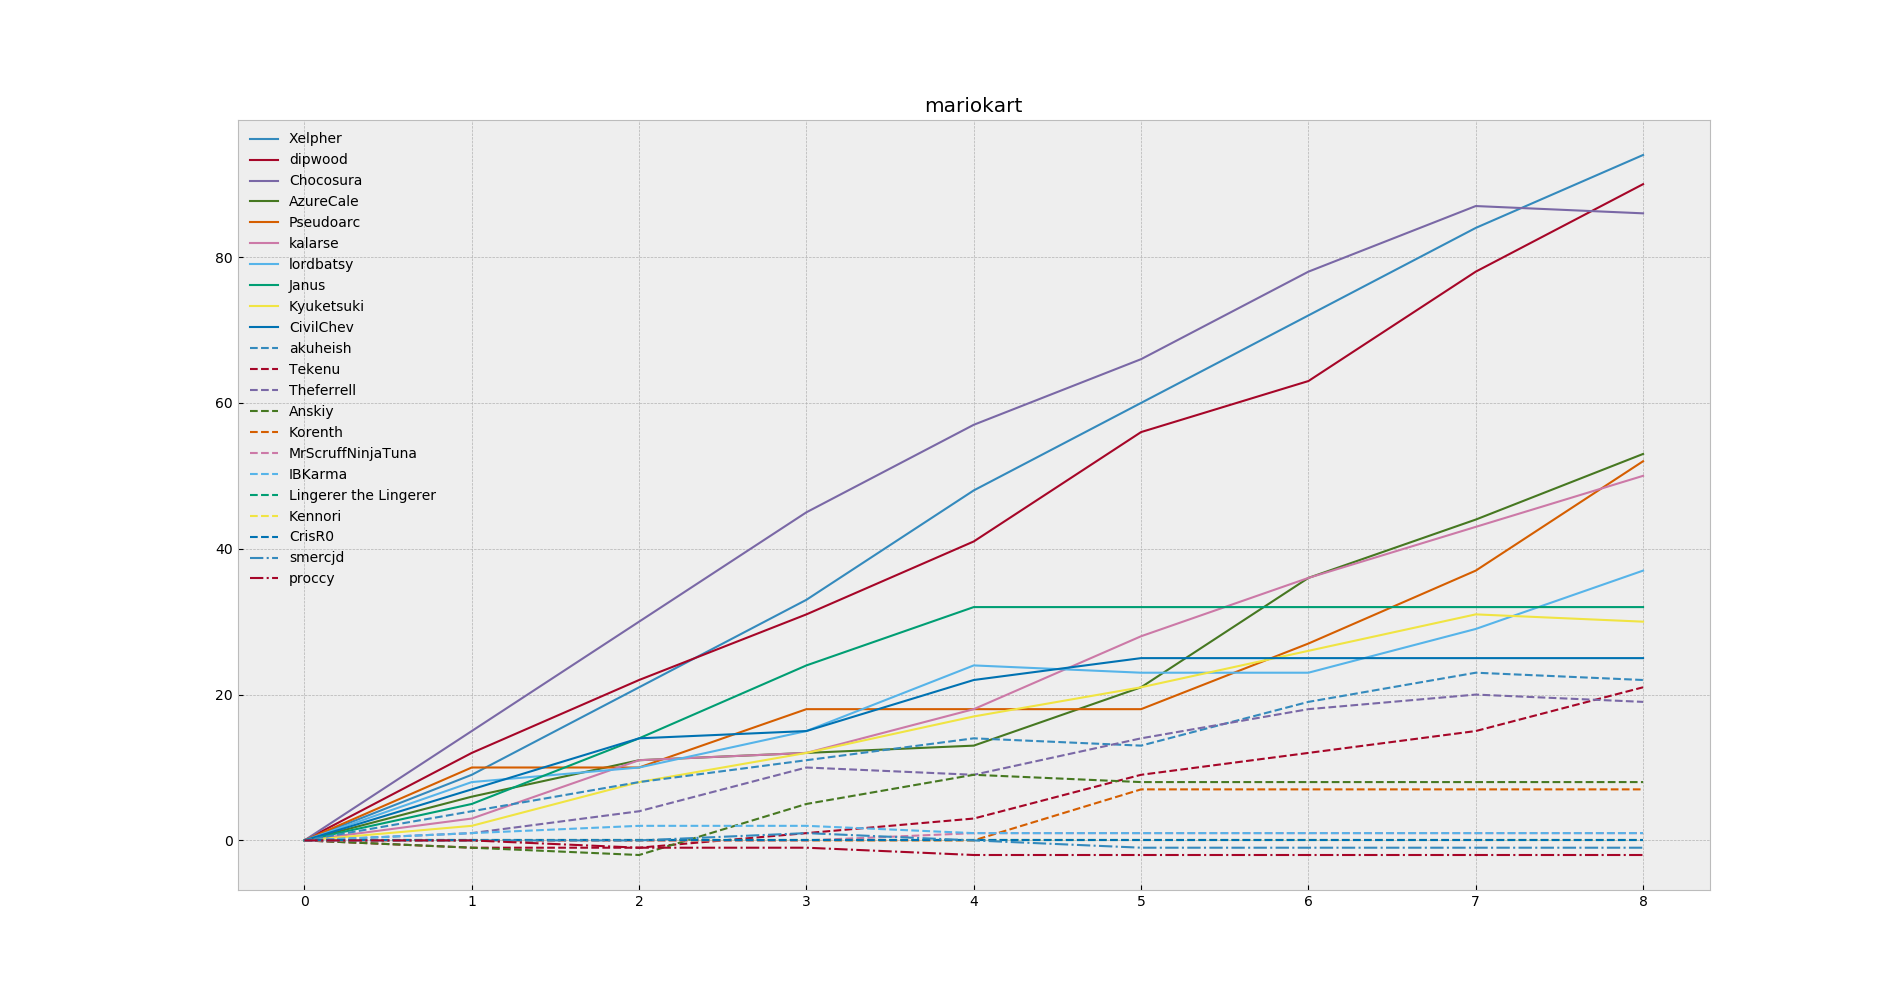 mariokart
Xelpher
dipwood
Chocosura
AzureCale
Pseudoarc
kalarse
lordbatsy
Janus
Kyuketsuki
CivilChev
akuheish
Tekenu
Theferrell
Anskiy
Korenth
MrScruffNinjaTuna
IBKarma
Lingerer the Lingerer
Kennori
CrisR0
smercjd
proccy
80
60
40
20
0
0 1 2 3 4 5 6 7 8